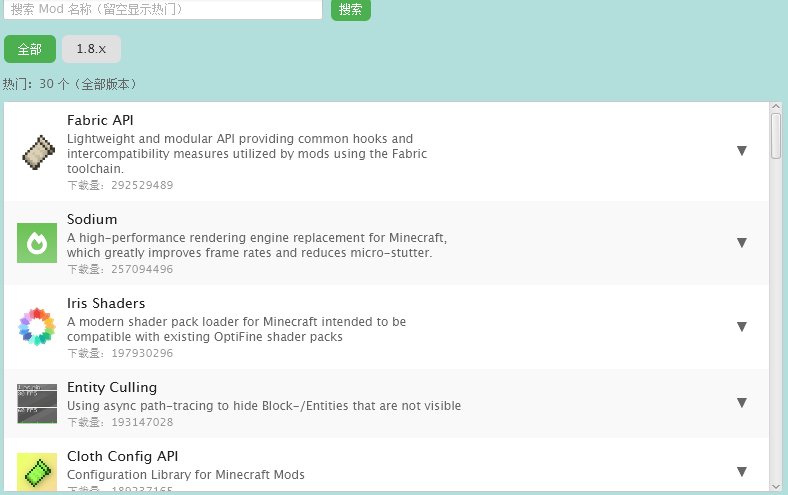 搜索 Mod 名称（留空显示热门）
搜索
全部
1.8.x
热门：30 个（全部版本）
Fabric API
Lightweight and modular API providing common hooks and
intercompatibility measures utilized by mods using the Fabric
toolchain.
下载量：292529489
Sodium
A high-performance rendering engine replacement for Minecraft,
which greatly improves frame rates and reduces micro-stutter.
下载量：257094496
Iris Shaders
A modern shader pack loader for Minecraft intended to be
compatible with existing OptiFine shader packs
下载量：197930296
Entity Culling
Using async path-tracing to hide Block-/Entities that are not visible
下载量：193147028
Cloth Config API
Configuration Library for Minecraft Mods
下载量：189237165